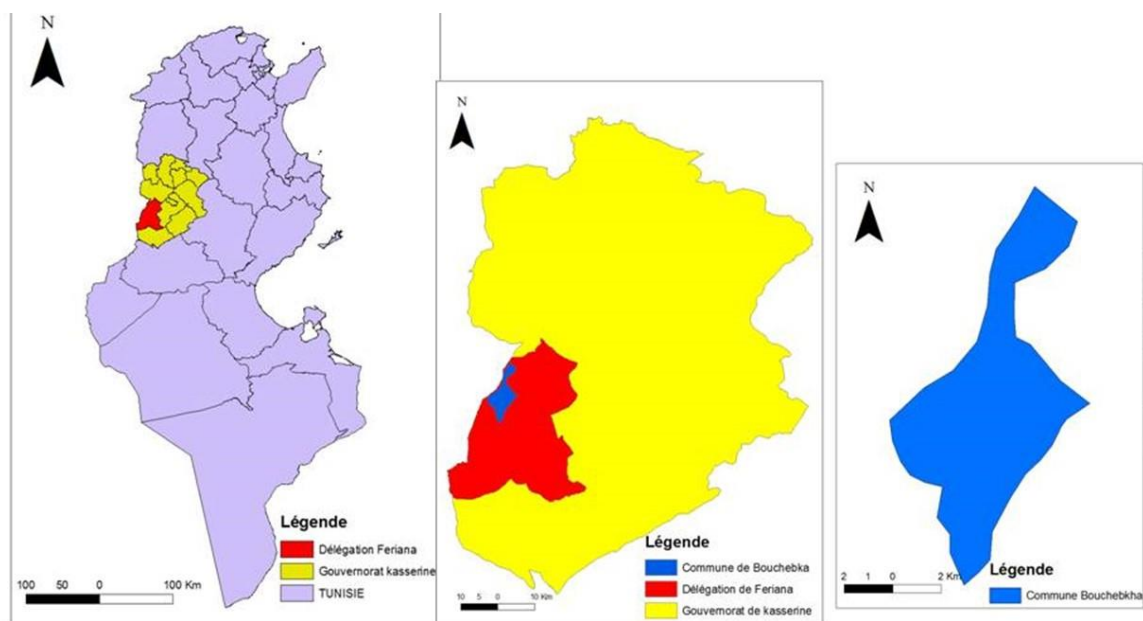 N
Légende
Délégation Feriana
Gouvernorat kasserine
TUNISIE
100 50 0 100 Km
N
Légende
Commune de Bouchebka
Délégation de Feriana
Gouvernorat de kasserine
10 5 0 10 Km
N
Légende
Commune Bouchebkha
2 1 0 2 Km